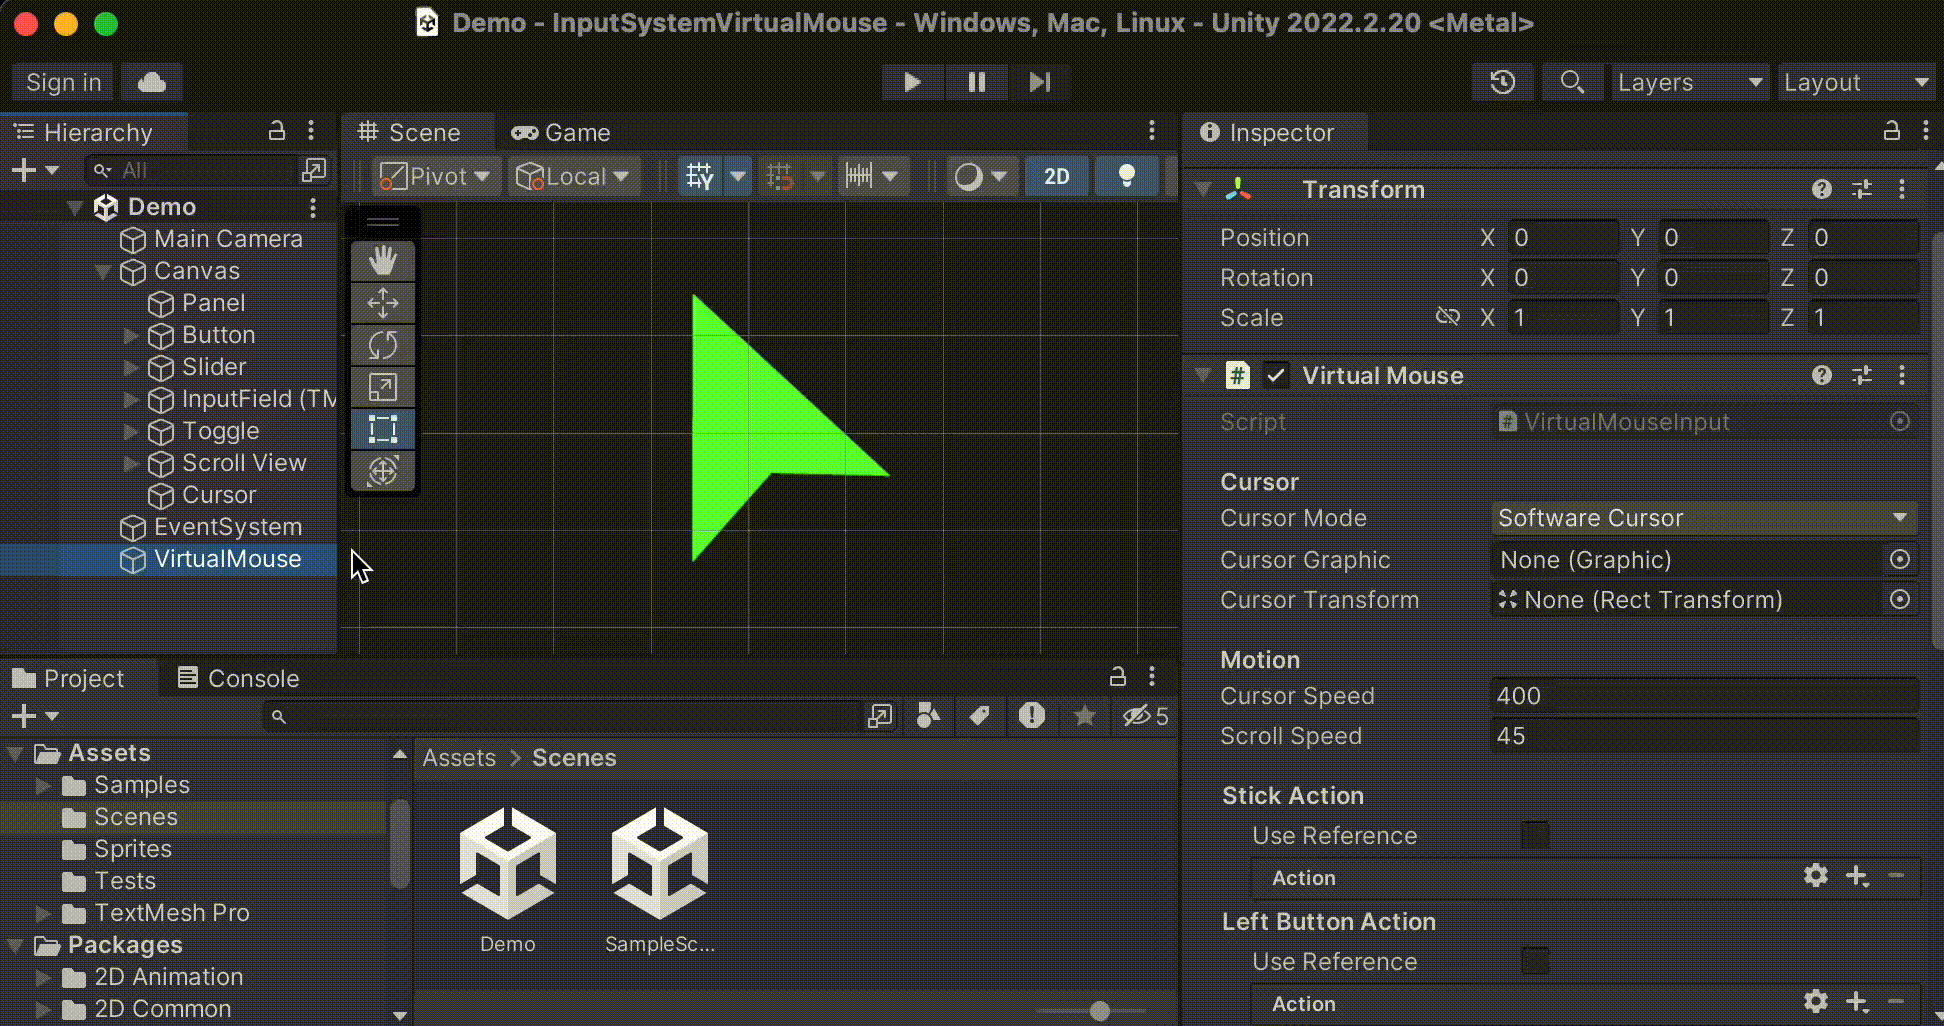 Demo - InputSystemVirtualMouse - Windows, Mac, Linux - Unity 2022.2.20 <Metal>
Sign in
Layers
Layout
Hierarchy
All
Demo
Main Camera
Canvas
Panel
Button
Slider
InputField (TM
Toggle
Scroll View
Cursor
EventSystem
VirtualMouse
Scene
Game
Pivot
Local
2D
Inspector
Transform
Position X 0 Y 0 Z 0
Rotation X 0 Y 0 Z 0
Scale X 1 Y 1 Z 1
# Virtual Mouse
Script # VirtualMouseInput
Cursor
Cursor Mode Software Cursor
Cursor Graphic None (Graphic)
Cursor Transform None (Rect Transform)
Motion
Cursor Speed 400
Scroll Speed 45
Stick Action
Use Reference
Action
Left Button Action
Use Reference
Action
Project
Console
5
Assets
Samples
Scenes
Sprites
Tests
TextMesh Pro
Packages
2D Animation
2D Common
Assets > Scenes
Demo
SampleSc...